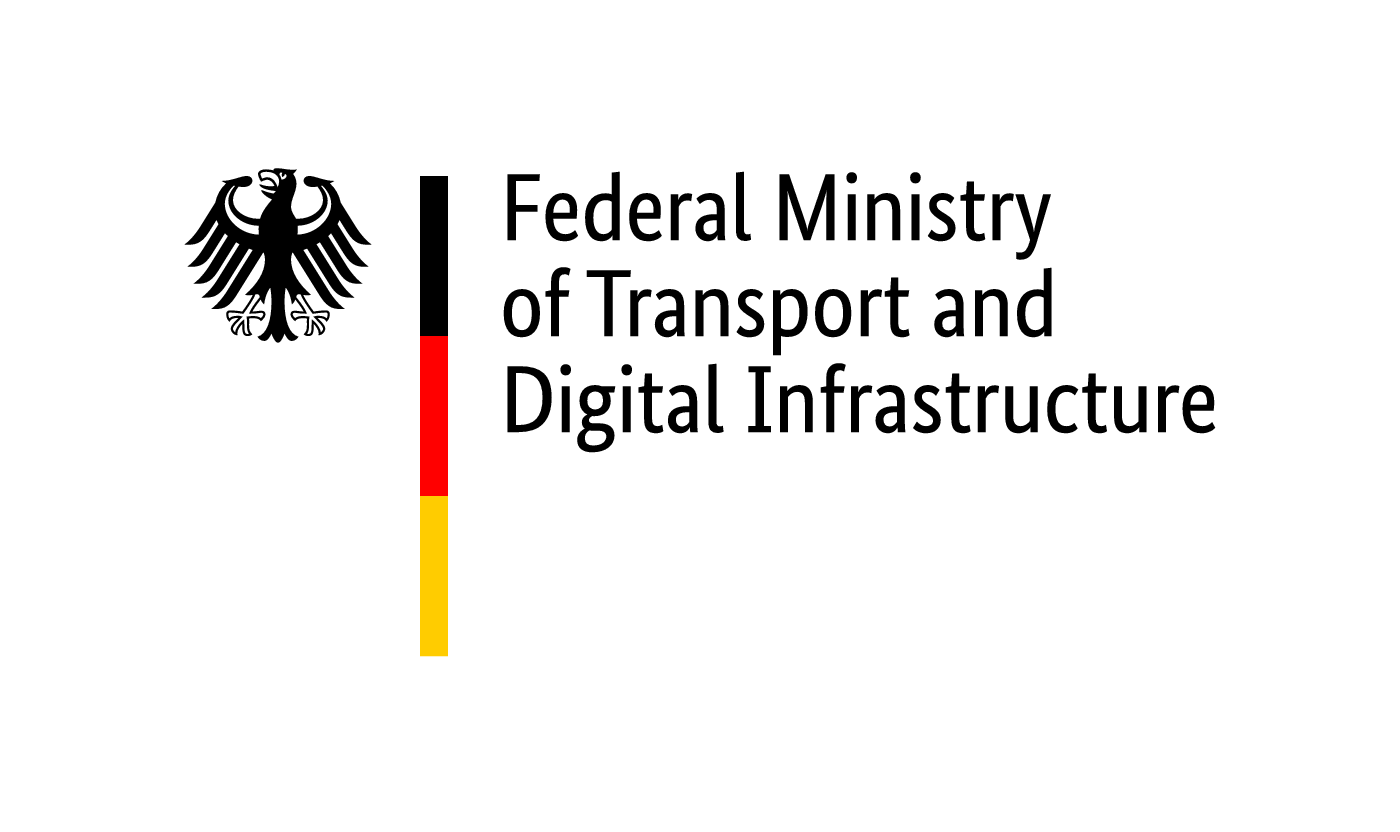 Federal Ministry
of Transport and
Digital Infrastructure